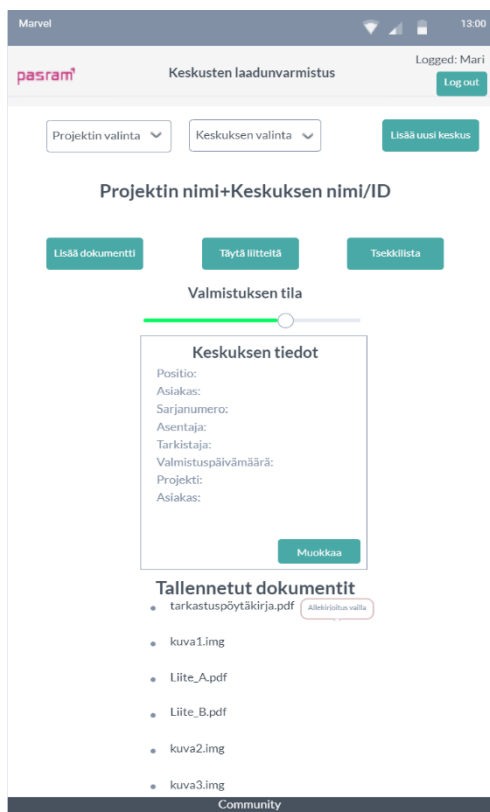 Marvel
13:00
pasram
Keskusten laadunvarmistus
Logged: Mari
Log out
Projektin valinta
Keskuksen valinta
Lisää uusi keskus
Projektin nimi+Keskuksen nimi/ID
Lisää dokumentti
Täytä liitteitä
Tsekkilista
Valmistuksen tila
Keskuksen tiedot
Positio:
Asiakas:
Sarjanumero:
Asentaja:
Tarkistaja:
Valmistuspäivämäärä:
Projekti:
Asiakas:
Muokkaa
Tallennetut dokumentit
tarkastuspöytäkirja.pdf
Allekirjoitus vailla
kuva1.img
Liite_A.pdf
Liite_B.pdf
kuva2.img
kuva3.img
Community